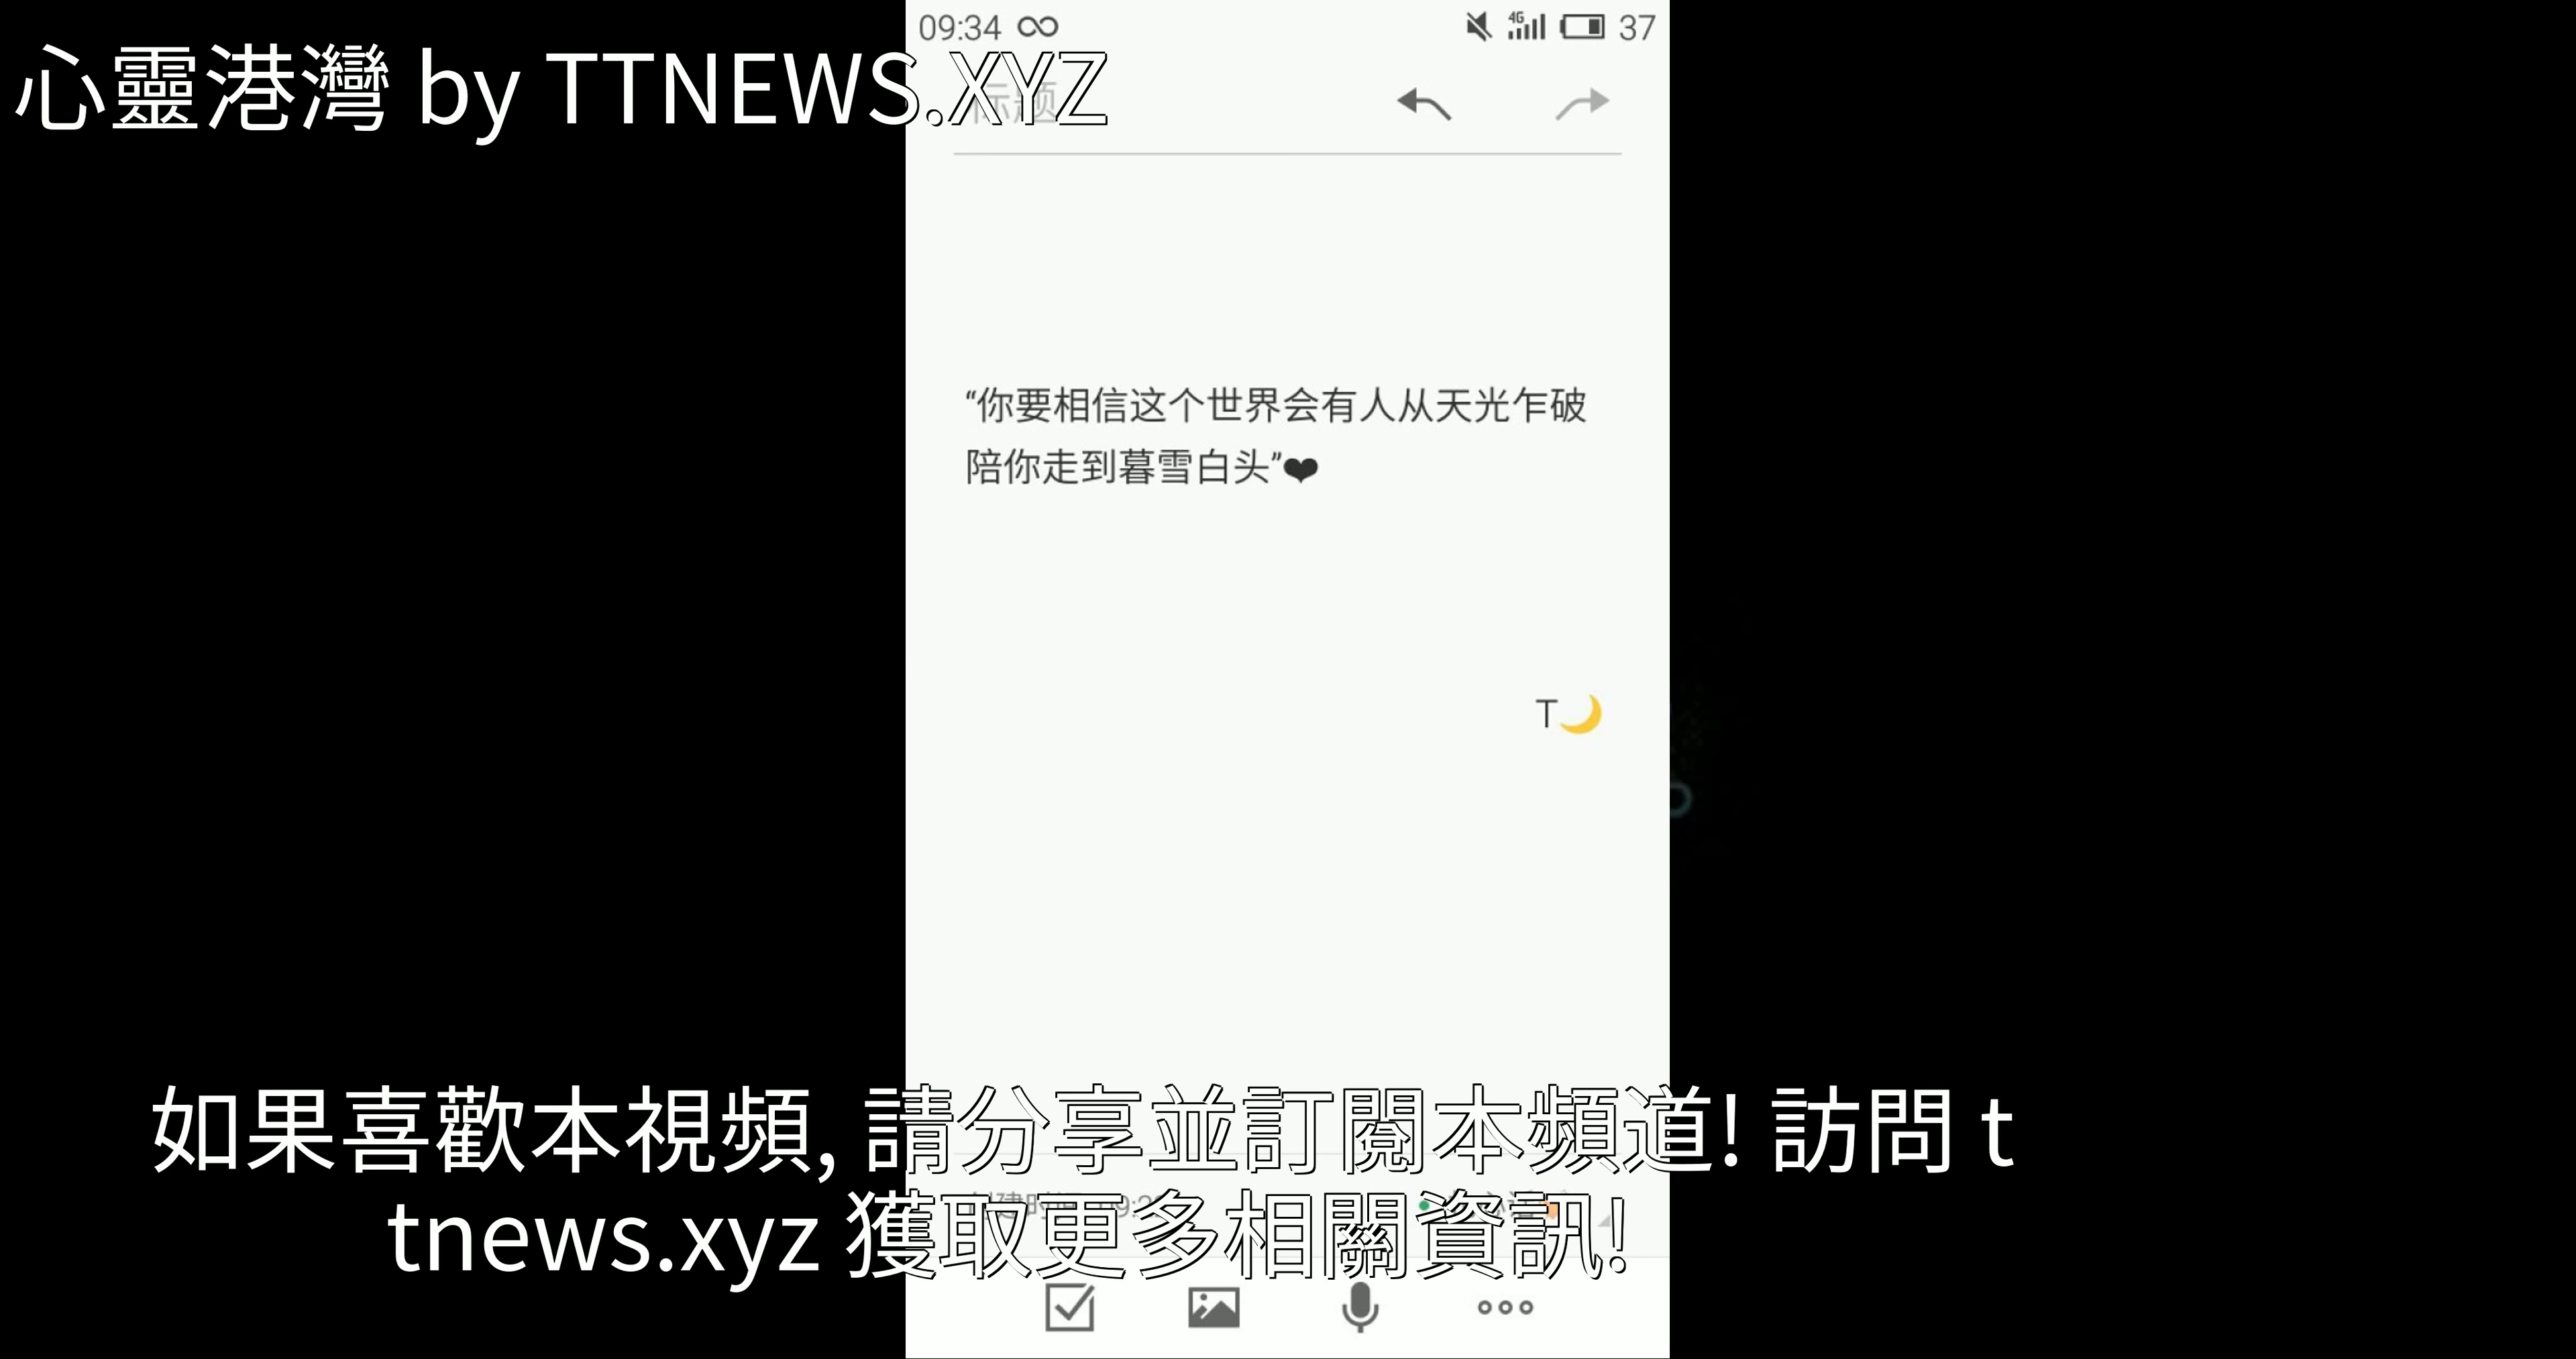 09:34
4G
37
心靈港灣 by TTNEWS.XYZ
标题
“你要相信这个世界会有人从天光乍破
陪你走到暮雪白头”❤
T🌙
如果喜歡本視頻, 請分享並訂閱本頻道! 訪問 t
tnews.xyz 獲取更多相關資訊!